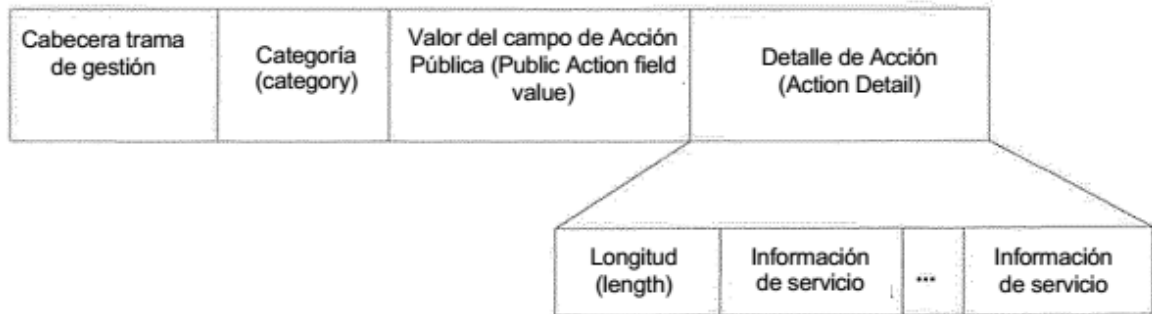 Cabecera trama
de gestión
Categoría
(category)
Valor del campo de Acción
Pública (Public Action field
value)
Detalle de Acción
(Action Detail)
Longitud
(length)
Información
de servicio
...
Información
de servicio